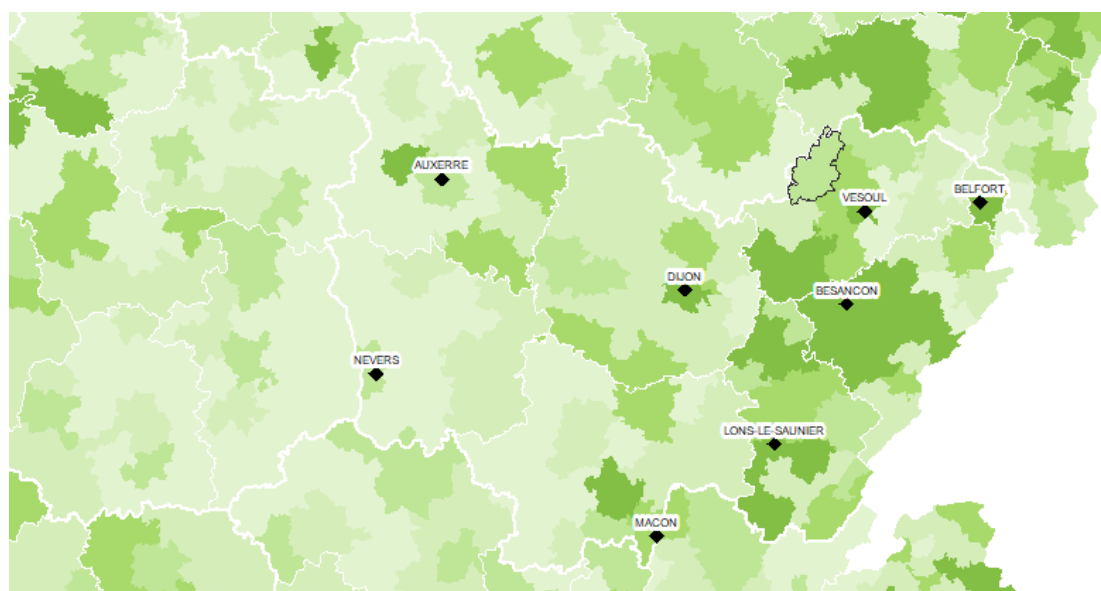 AUXERRE
BELFORT
VESOUL
DIJON
BESANCON
NEVERS
LONS-LE-SAUNIER
MACON